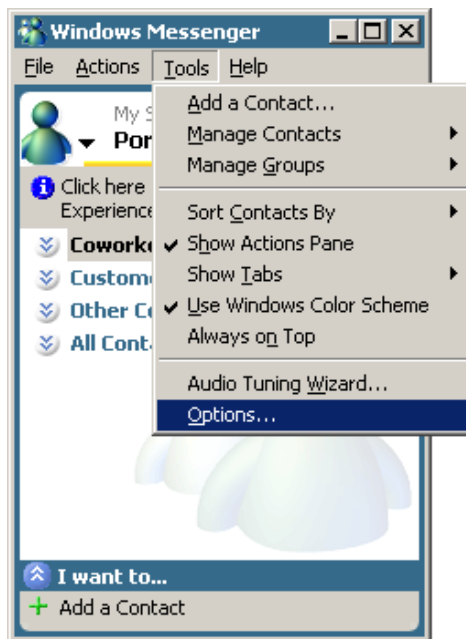 Windows Messenger
File Actions Tools Help
My S
Por
Click here
Experience
Cowork
Custom
Other C
All Cont
Add a Contact...
Manage Contacts
Manage Groups
Sort Contacts By
Show Actions Pane
Show Tabs
Use Windows Color Scheme
Always on Top
Audio Tuning Wizard...
Options...
I want to...
Add a Contact